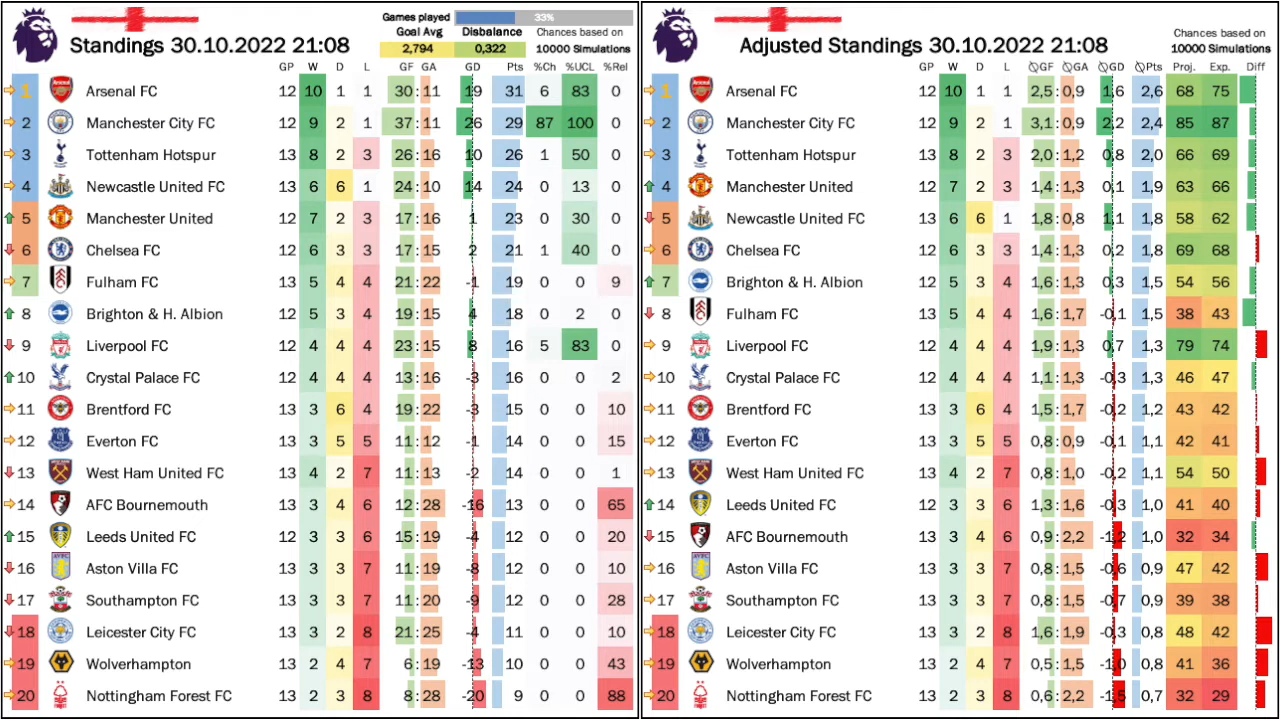 Games played 33%
Goal Avg Disbalance Chances based on
Standings 30.10.2022 21:08 2,794 0,322 10000 Simulations
GP W D L GF GA GD Pts %Ch %UCL %Rel
1 Arsenal FC 12 10 1 1 30:11 19 31 6 83 0
2 Manchester City FC 12 9 2 1 37:11 26 29 87 100 0
3 Tottenham Hotspur 13 8 2 3 26:16 10 26 1 50 0
4 Newcastle United FC 13 6 6 1 24:10 14 24 0 13 0
5 Manchester United 12 7 2 3 17:16 1 23 0 30 0
6 Chelsea FC 12 6 3 3 17:15 2 21 1 40 0
7 Fulham FC 13 5 4 4 21:22 -1 19 0 0 9
8 Brighton & H. Albion 12 5 3 4 19:15 4 18 0 2 0
9 Liverpool FC 12 4 4 4 23:15 8 16 5 83 0
10 Crystal Palace FC 12 4 4 4 13:16 -3 16 0 0 2
11 Brentford FC 13 3 6 4 19:22 -3 15 0 0 10
12 Everton FC 13 3 5 5 11:12 -1 14 0 0 15
13 West Ham United FC 13 4 2 7 11:13 -2 14 0 0 1
14 AFC Bournemouth 13 3 4 6 12:28 -16 13 0 0 65
15 Leeds United FC 12 3 3 6 15:19 -4 12 0 0 20
16 Aston Villa FC 13 3 3 7 11:19 -8 12 0 0 10
17 Southampton FC 13 3 3 7 11:20 -9 12 0 0 28
18 Leicester City FC 13 3 2 8 21:25 -4 11 0 0 10
19 Wolverhampton 13 2 4 7 6:19 -13 10 0 0 43
20 Nottingham Forest FC 13 2 3 8 8:28 -20 9 0 0 88
Chances based on
Adjusted Standings 30.10.2022 21:08 10000 Simulations
GP W D L ∅GF ∅GA ∅GD ∅Pts Proj. Exp. Diff
1 Arsenal FC 12 10 1 1 2,5:0,9 1,6 2,6 68 75
2 Manchester City FC 12 9 2 1 3,1:0,9 2,2 2,4 85 87
3 Tottenham Hotspur 13 8 2 3 2,0:1,2 0,8 2,0 66 69
4 Manchester United 12 7 2 3 1,4:1,3 0,1 1,9 63 66
5 Newcastle United FC 13 6 6 1 1,8:0,8 1,1 1,8 58 62
6 Chelsea FC 12 6 3 3 1,4:1,3 0,2 1,8 69 68
7 Brighton & H. Albion 12 5 3 4 1,6:1,3 0,3 1,5 54 56
8 Fulham FC 13 5 4 4 1,6:1,7 -0,1 1,5 38 43
9 Liverpool FC 12 4 4 4 1,9:1,3 0,7 1,3 79 74
10 Crystal Palace FC 12 4 4 4 1,1:1,3 -0,3 1,3 46 47
11 Brentford FC 13 3 6 4 1,5:1,7 -0,2 1,2 43 42
12 Everton FC 13 3 5 5 0,8:0,9 -0,1 1,1 42 41
13 West Ham United FC 13 4 2 7 0,8:1,0 -0,2 1,1 54 50
14 Leeds United FC 12 3 3 6 1,3:1,6 -0,3 1,0 41 40
15 AFC Bournemouth 13 3 4 6 0,9:2,2 -1,2 1,0 32 34
16 Aston Villa FC 13 3 3 7 0,8:1,5 -0,6 0,9 47 42
17 Southampton FC 13 3 3 7 0,8:1,5 -0,7 0,9 39 38
18 Leicester City FC 13 3 2 8 1,6:1,9 -0,3 0,8 48 42
19 Wolverhampton 13 2 4 7 0,5:1,5 -1,0 0,8 41 36
20 Nottingham Forest FC 13 2 3 8 0,6:2,2 -1,5 0,7 32 29